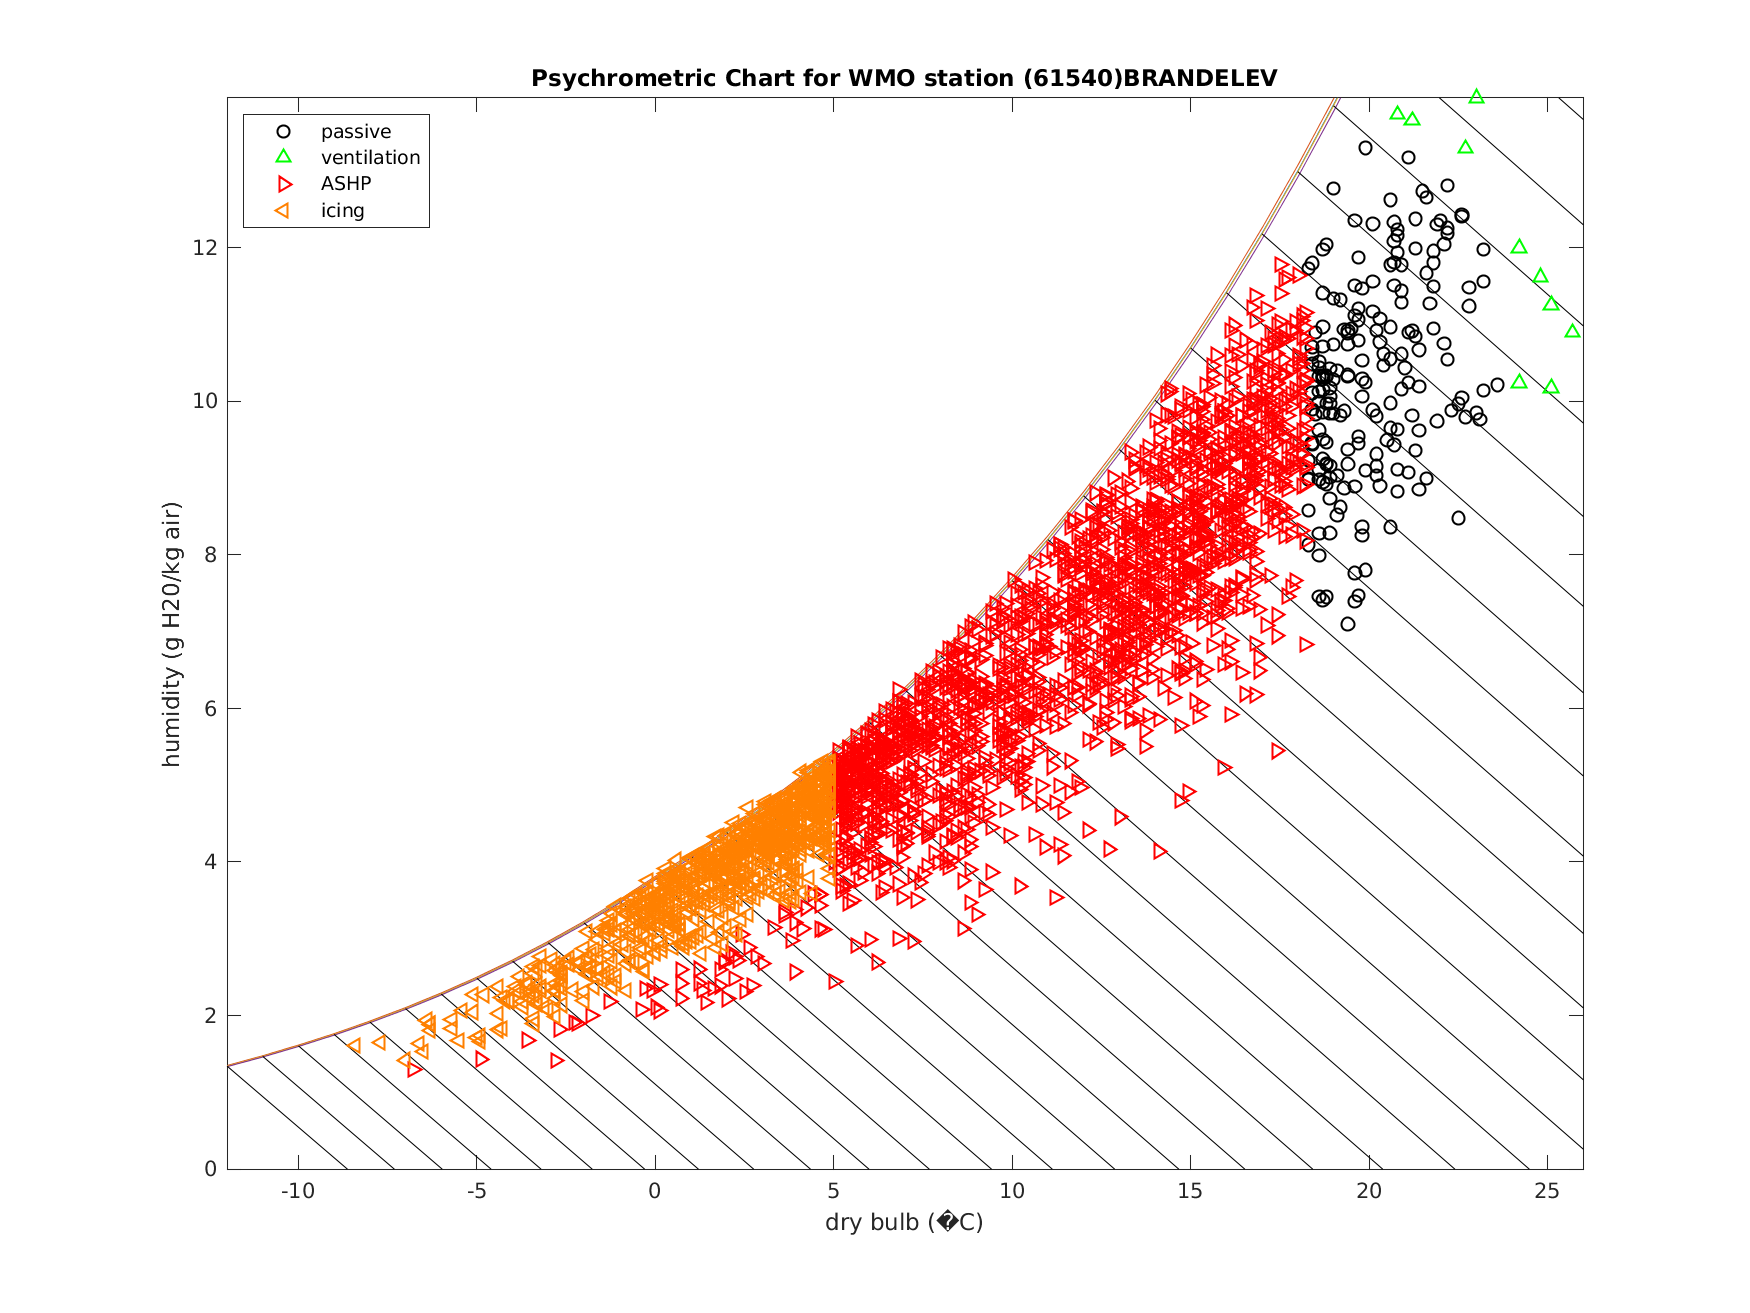 Psychrometric Chart for WMO station (61540)BRANDELEV
passive
ventilation
ASHP
icing
humidity (g H20/kg air)
12
10
8
6
4
2
0
-10 -5 0 5 10 15 20 25
dry bulb (�C)